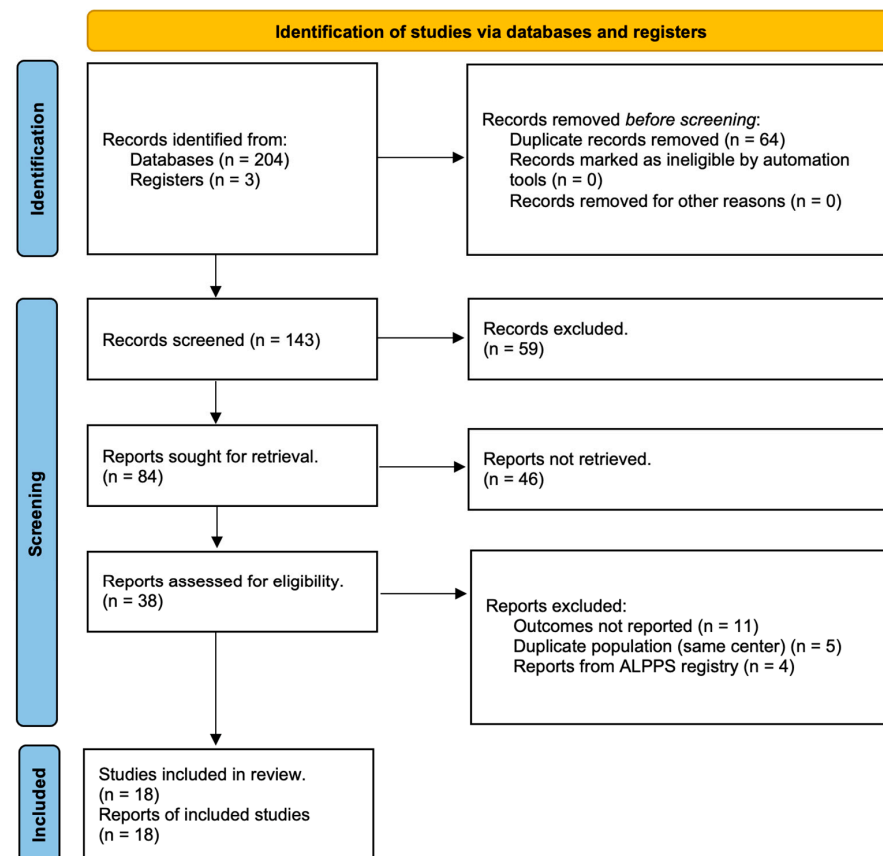 Identification of studies via databases and registers
Identification
Records identified from:
Databases (n = 204)
Registers (n = 3)
Records removed before screening:
Duplicate records removed (n = 64)
Records marked as ineligible by automation
tools (n = 0)
Records removed for other reasons (n = 0)
Screening
Records screened (n = 143)
Records excluded.
(n = 59)
Reports sought for retrieval.
(n = 84)
Reports not retrieved.
(n = 46)
Reports assessed for eligibility.
(n = 38)
Reports excluded:
Outcomes not reported (n = 11)
Duplicate population (same center) (n = 5)
Reports from ALPPS registry (n = 4)
Included
Studies included in review.
(n = 18)
Reports of included studies
(n = 18)